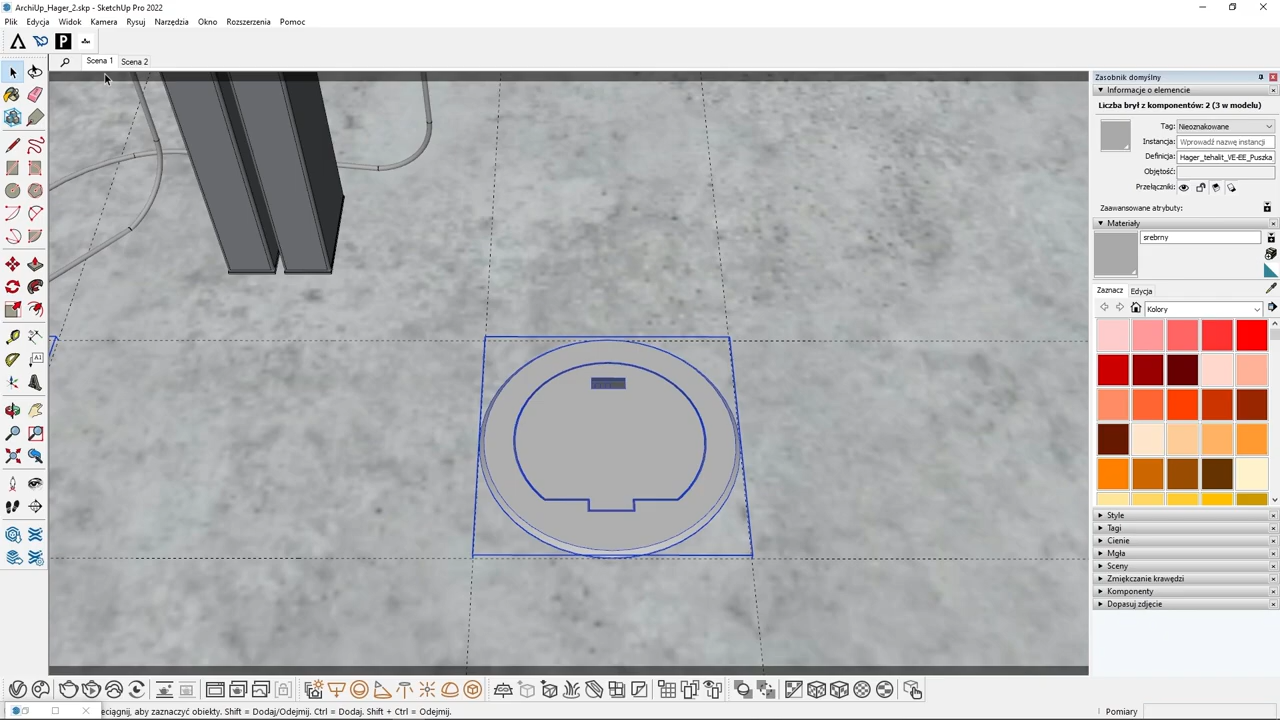 ArchiUp_Hager_2.skp - SketchUp Pro 2022
Plik Edycja Widok Kamera Rysuj Narzędzia Okno Rozszerzenia Pomoc
Scena 1 Scena 2
Zasobnik domyślny
Informacje o elemencie
Liczba brył z komponentów: 2 (3 w modelu)
Tag: Nieoznakowane
Instancja: Wprowadź nazwę instancji
Definicja: Hager_tehalit_VE-EE_Puszka
Objętość:
Przełączniki:
Zaawansowane atrybuty:
Materiały
srebrny
Zaznacz Edycja
Kolory
Style
Tagi
Cienie
Mgła
Sceny
Zmiękczanie krawędzi
Komponenty
Dopasuj zdjęcie
eciągnij, aby zaznaczyć obiekty. Shift = Dodaj/Odejmij. Ctrl = Dodaj. Shift + Ctrl = Odejmij.
Pomiary